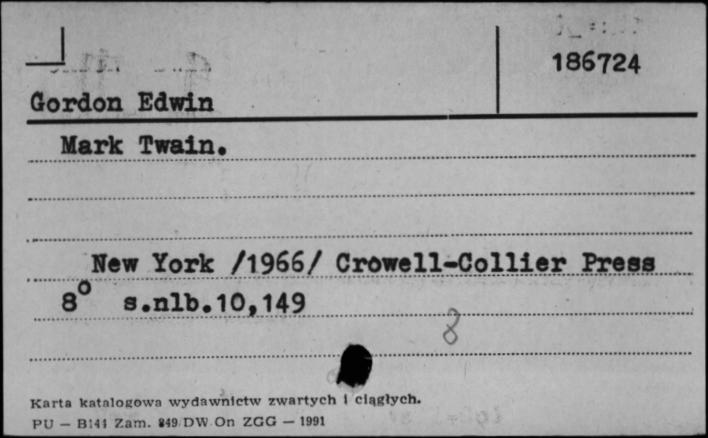 186724
Gordon Edwin
Mark Twain.
New York /1966/ Crowell-Collier Press
8° s.nlb.10,149
8
Karta katalogowa wydawnictw zwartych i ciągłych.
PU — B141 Zam. 849/DW On ZGG — 1991